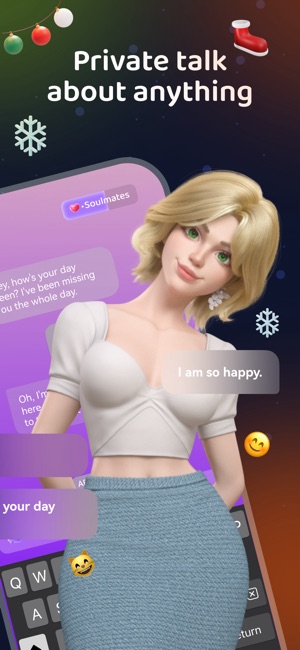 Private talk
about anything
Soulmates
ey, how's your day
een? I've been missing
ou the whole day.
I am so happy.
Oh, I'm
here
to
your day
Q W
A
eturn